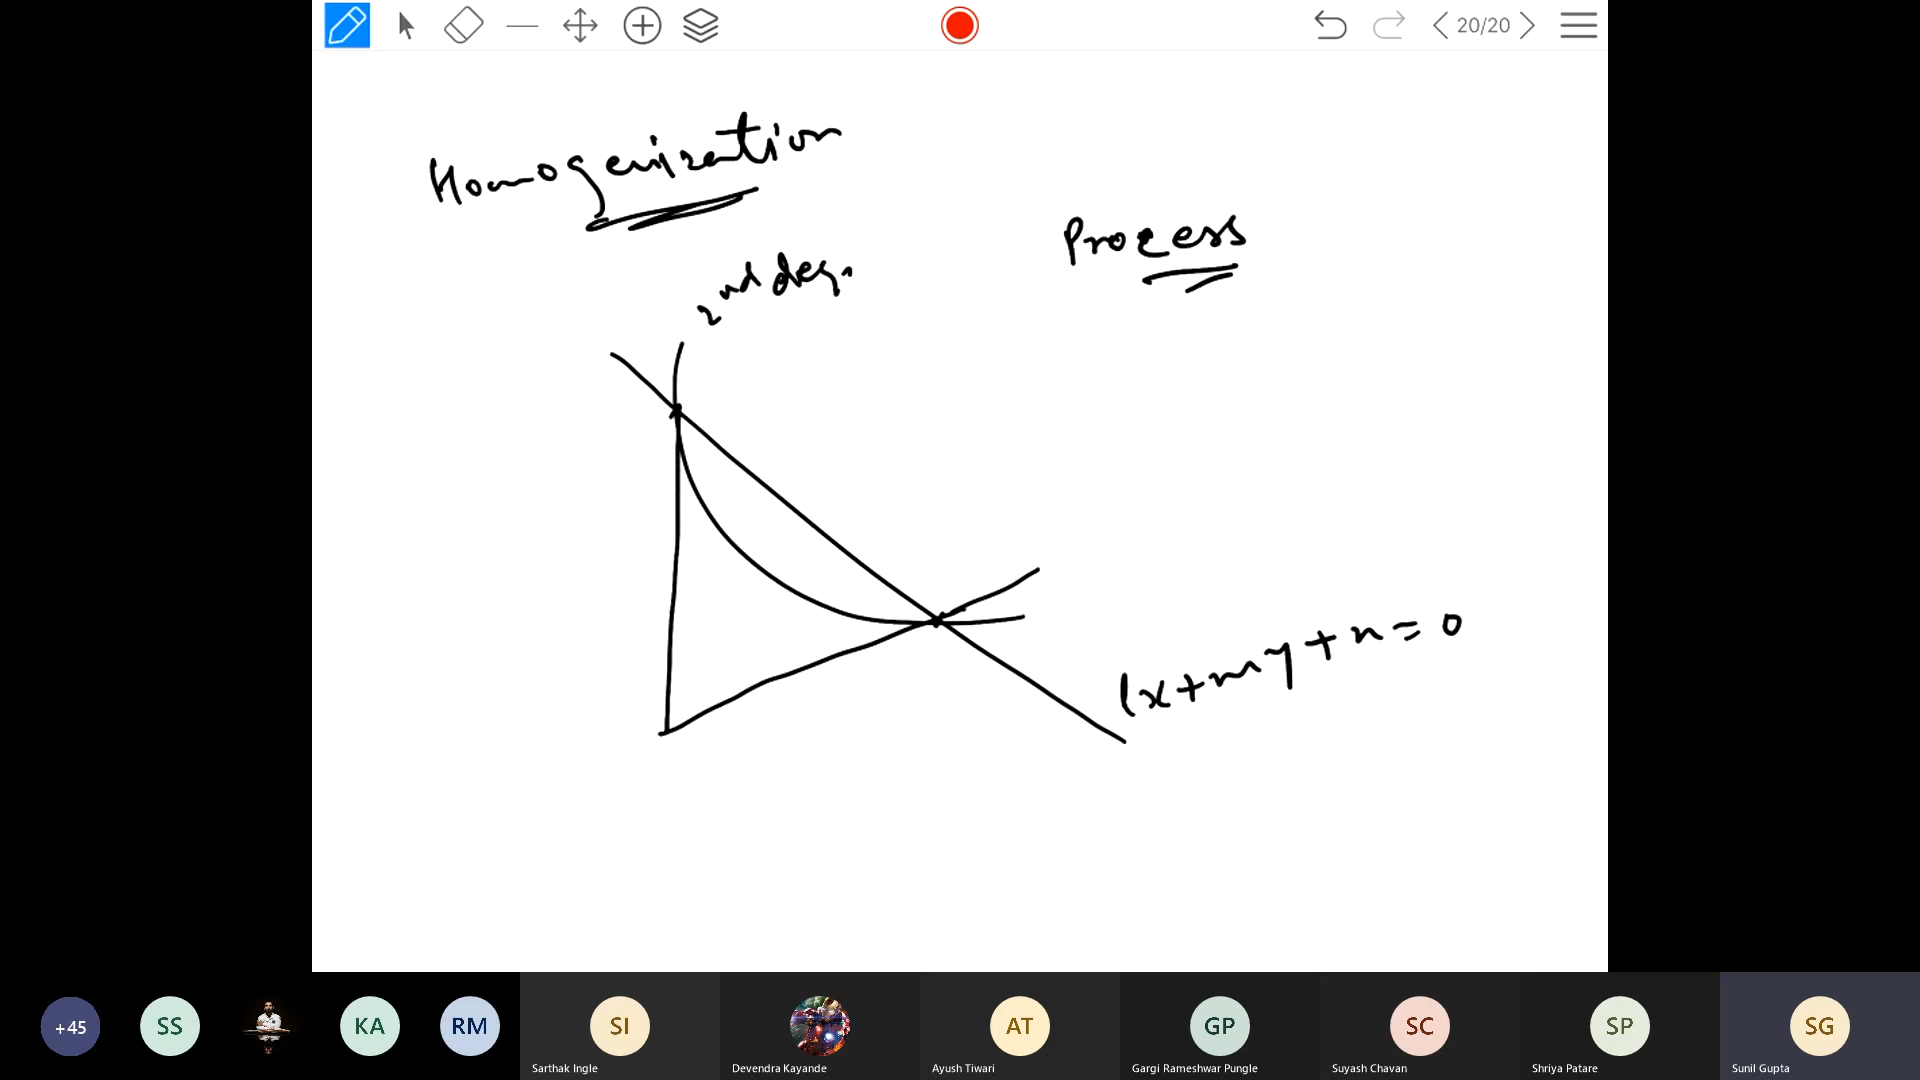 20/20
Homogenization
Process
2nd deg.
lx+my+n=0
+45
SS
KA
RM
SI
AT
GP
SC
SP
SG
Sarthak Ingle
Devendra Kayande
Ayush Tiwari
Gargi Rameshwar Pungle
Suyash Chavan
Shriya Patare
Sunil Gupta